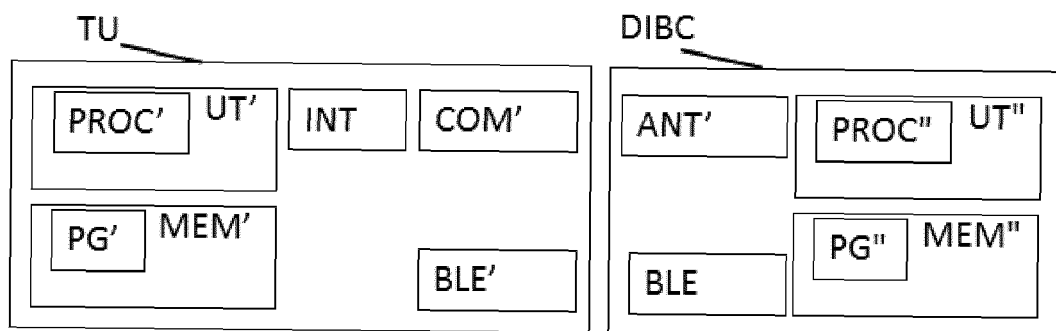 TU
PROC’ UT’
INT
COM’
PG’ MEM’
BLE’
DIBC
ANT’
PROC" UT"
PG" MEM"
BLE